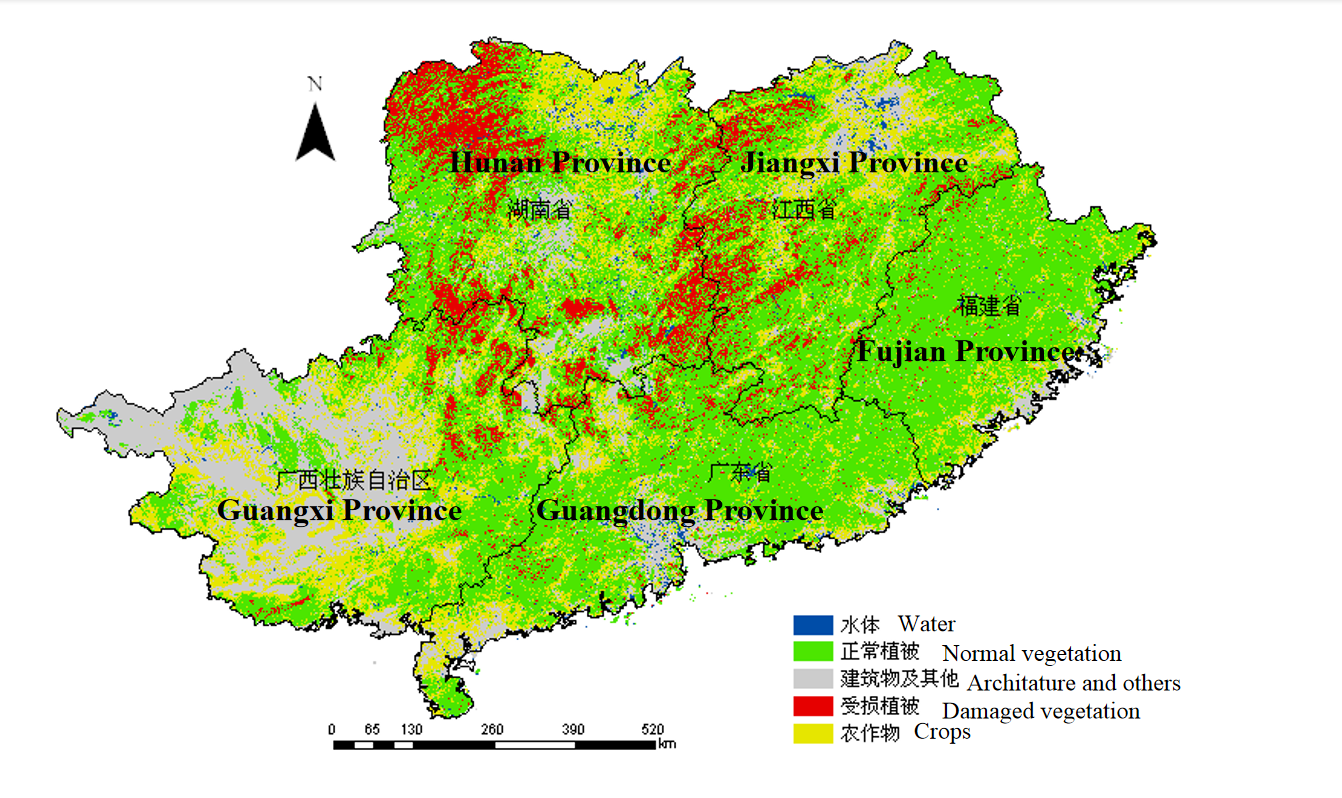 N
Hunan Province
Jiangxi Province
湖南省
江西省
福建省
Fujian Province
广西壮族自治区
广东省
Guangxi Province
Guangdong Province
水体 Water
正常植被 Normal vegetation
建筑物及其他 Architature and others
受损植被 Damaged vegetation
农作物 Crops
0 65 130 260 390 520
km